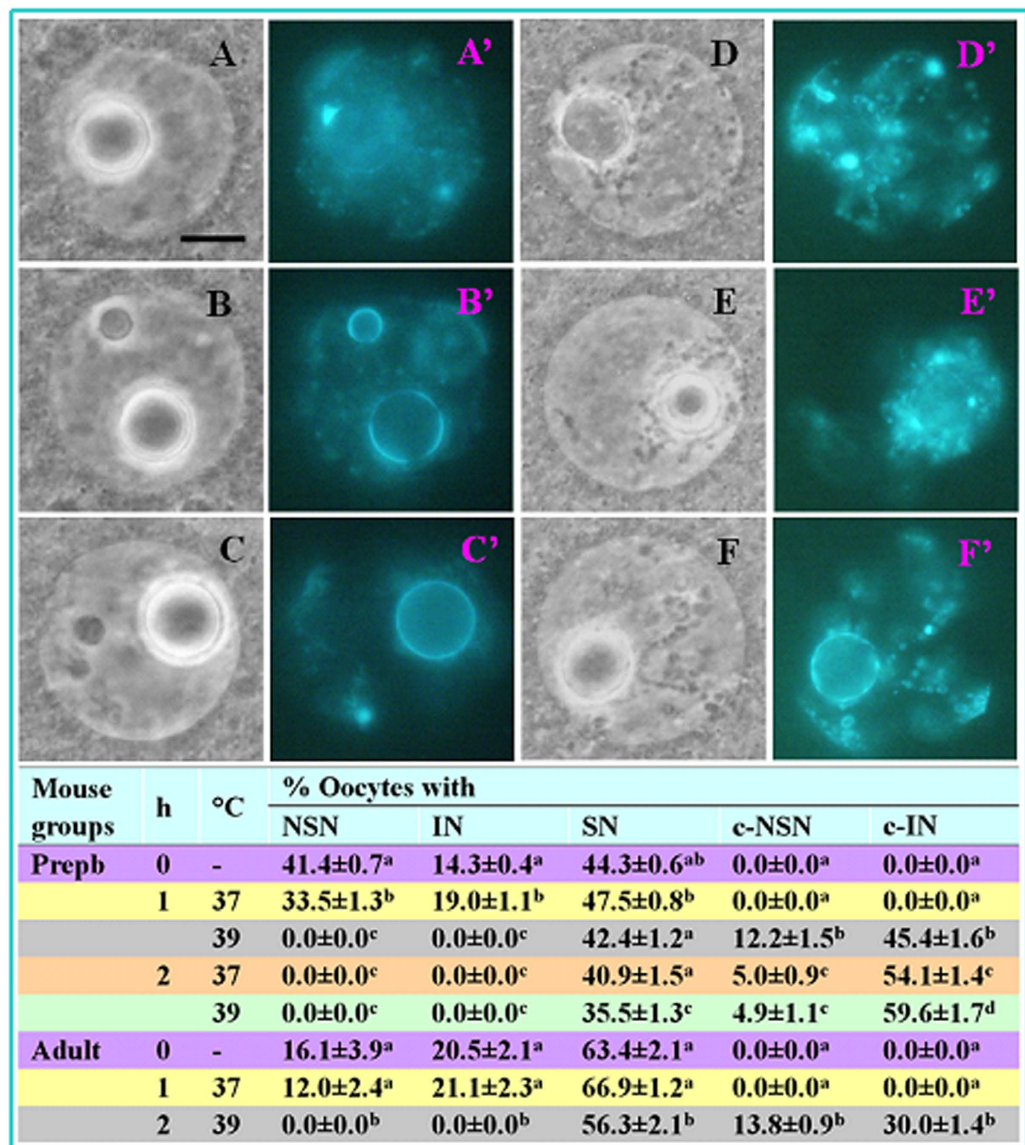 A A' D D'
B B' E E'
C C' F F'
Mouse groups h °C % Oocytes with
NSN IN SN c-NSN c-IN
Prepb 0 - 41.4±0.7ᵃ 14.3±0.4ᵃ 44.3±0.6ᵃᵇ 0.0±0.0ᵃ 0.0±0.0ᵃ
1 37 33.5±1.3ᵇ 19.0±1.1ᵇ 47.5±0.8ᵇ 0.0±0.0ᵃ 0.0±0.0ᵃ
39 0.0±0.0ᶜ 0.0±0.0ᶜ 42.4±1.2ᵃ 12.2±1.5ᵇ 45.4±1.6ᵇ
2 37 0.0±0.0ᶜ 0.0±0.0ᶜ 40.9±1.5ᵃ 5.0±0.9ᶜ 54.1±1.4ᶜ
39 0.0±0.0ᶜ 0.0±0.0ᶜ 35.5±1.3ᶜ 4.9±1.1ᶜ 59.6±1.7ᵈ
Adult 0 - 16.1±3.9ᵃ 20.5±2.1ᵃ 63.4±2.1ᵃ 0.0±0.0ᵃ 0.0±0.0ᵃ
1 37 12.0±2.4ᵃ 21.1±2.3ᵃ 66.9±1.2ᵃ 0.0±0.0ᵃ 0.0±0.0ᵃ
2 39 0.0±0.0ᵇ 0.0±0.0ᵇ 56.3±2.1ᵇ 13.8±0.9ᵇ 30.0±1.4ᵇ